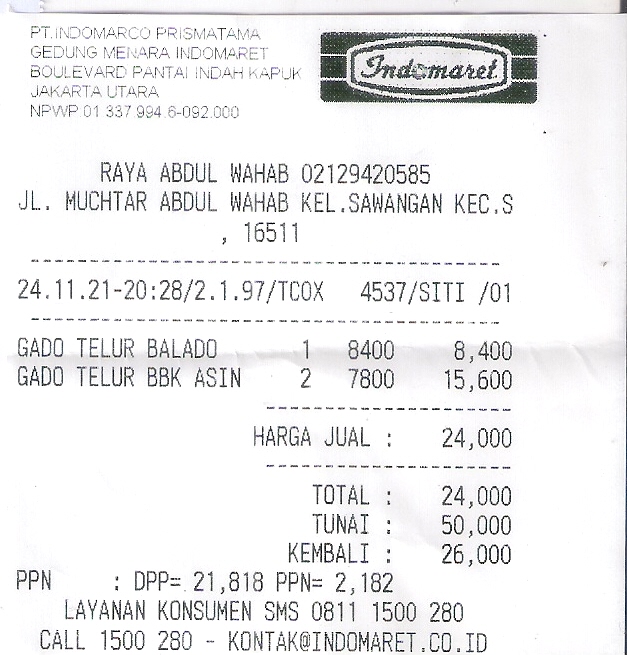 PT.INDOMARCO PRISMATAMA
GEDUNG MENARA INDOMARET
BOULEVARD PANTAI INDAH KAPUK
JAKARTA UTARA
NPWP.01 337 994.6-092.000
Indomaret
RAYA ABDUL WAHAB 02129420585
JL. MUCHTAR ABDUL WAHAB KEL.SAWANGAN KEC.S
, 16511
24.11.21-20:28/2.1.97/TCOX 4537/SITI /01
GADO TELUR BALADO 1 8400 8,400
GADO TELUR BBK ASIN 2 7800 15,600
HARGA JUAL : 24,000
TOTAL : 24,000
TUNAI : 50,000
KEMBALI : 26,000
PPN : DPP= 21,818 PPN= 2,182
LAYANAN KONSUMEN SMS 0811 1500 280
CALL 1500 280 - KONTAK@INDOMARET.CO.ID